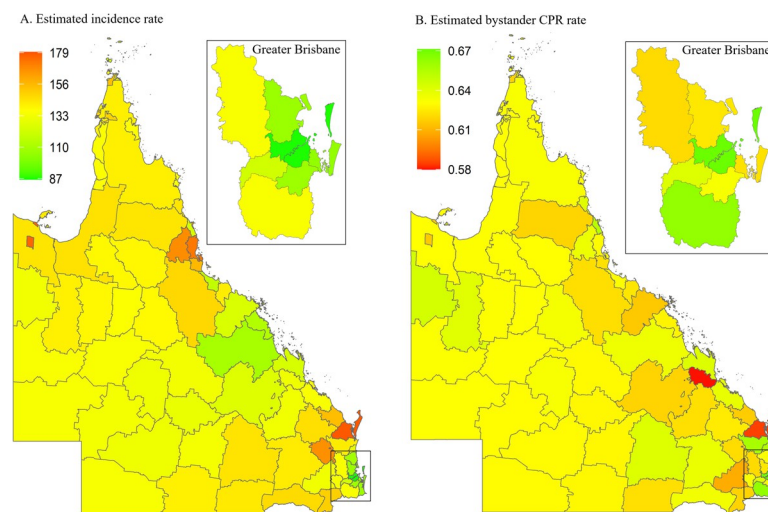 A. Estimated incidence rate
179
156
133
110
87
Greater Brisbane
B. Estimated bystander CPR rate
0.67
0.64
0.61
0.58
Greater Brisbane